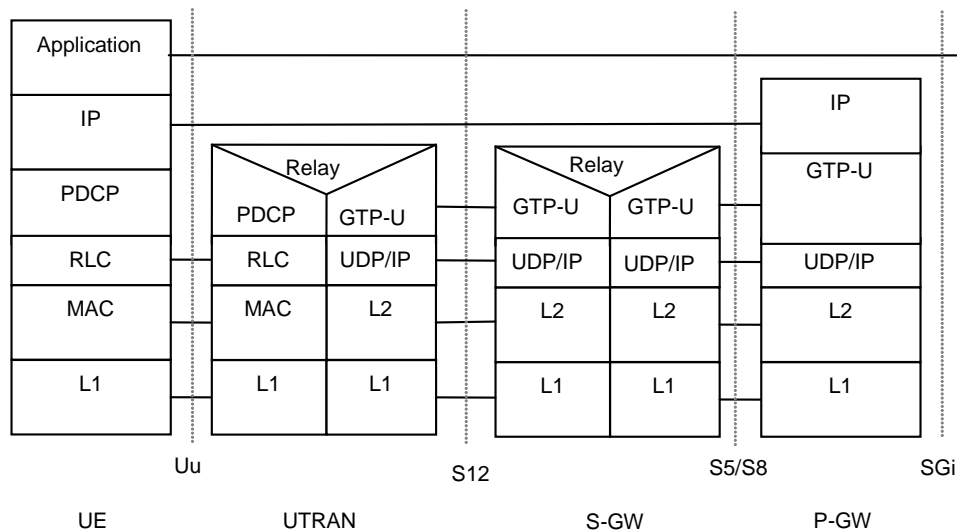 Application
IP
IP
Relay
Relay
PDCP
GTP-U
PDCP
GTP-U
GTP-U
GTP-U
RLC
RLC
UDP/IP
UDP/IP
UDP/IP
UDP/IP
MAC
MAC
L2
L2
L2
L2
L1
L1
L1
L1
L1
L1
Uu
S12
S5/S8
SGi
UE
UTRAN
S-GW
P-GW